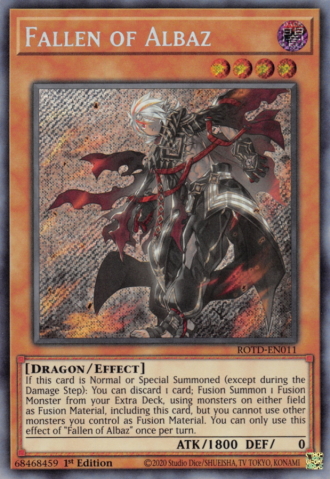 FALLEN OF ALBAZ
闇
ROTD-EN011
[DRAGON/EFFECT]
If this card is Normal or Special Summoned (except during the
Damage Step): You can discard 1 card; Fusion Summon 1 Fusion
Monster from your Extra Deck, using monsters on either field
as Fusion Material, including this card, but you cannot use other
monsters you control as Fusion Material. You can only use this
effect of "Fallen of Albaz" once per turn.
ATK/1800 DEF/ 0
68468459 1st Edition ©2020 Studio Dice/SHUEISHA, TV TOKYO, KONAMI